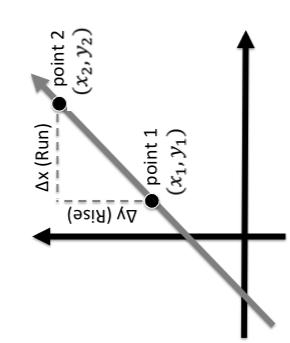 point 2
(x₂, y₂)
Δx (Run)
Δy (Rise)
point 1
(x₁, y₁)